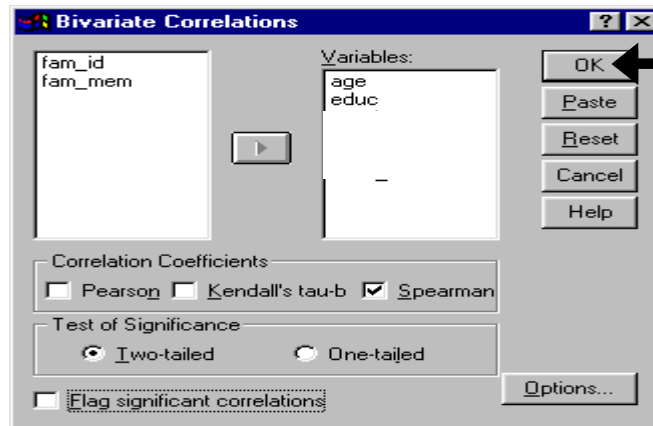 Bivariate Correlations
fam_id
fam_mem
Variables:
age
educ
OK
Paste
Reset
Cancel
Help
Correlation Coefficients
Pearson Kendall's tau-b Spearman
Test of Significance
Two-tailed One-tailed
Flag significant correlations
Options...